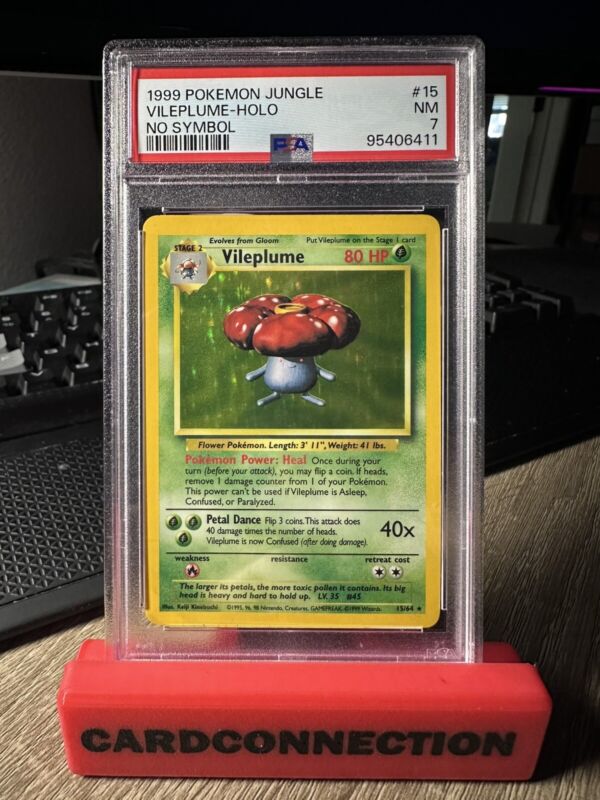 1999 POKEMON JUNGLE #15
VILEPLUME-HOLO NM
NO SYMBOL 7
PSA 95406411
Evolves from Gloom Put Vileplume on the Stage 1 card
STAGE 2 Vileplume 80 HP
Flower Pokémon. Length: 3' 11", Weight: 41 lbs.
Pokémon Power: Heal Once during your
turn (before your attack), you may flip a coin. If heads,
remove 1 damage counter from 1 of your Pokémon.
This power can't be used if Vileplume is Asleep,
Confused, or Paralyzed.
Petal Dance Flip 3 coins. This attack does
40 damage times the number of heads.
Vileplume is now Confused (after doing damage).
40x
weakness resistance retreat cost
The larger its petals, the more toxic pollen it contains. Its big
head is heavy and hard to hold up. LV. 35 #45
Illus. Keiji Kinebuchi ©1995, 96, 98 Nintendo, Creatures, GAMEFREAK. ©1999 Wizards. 15/64 ★
CARDCONNECTION